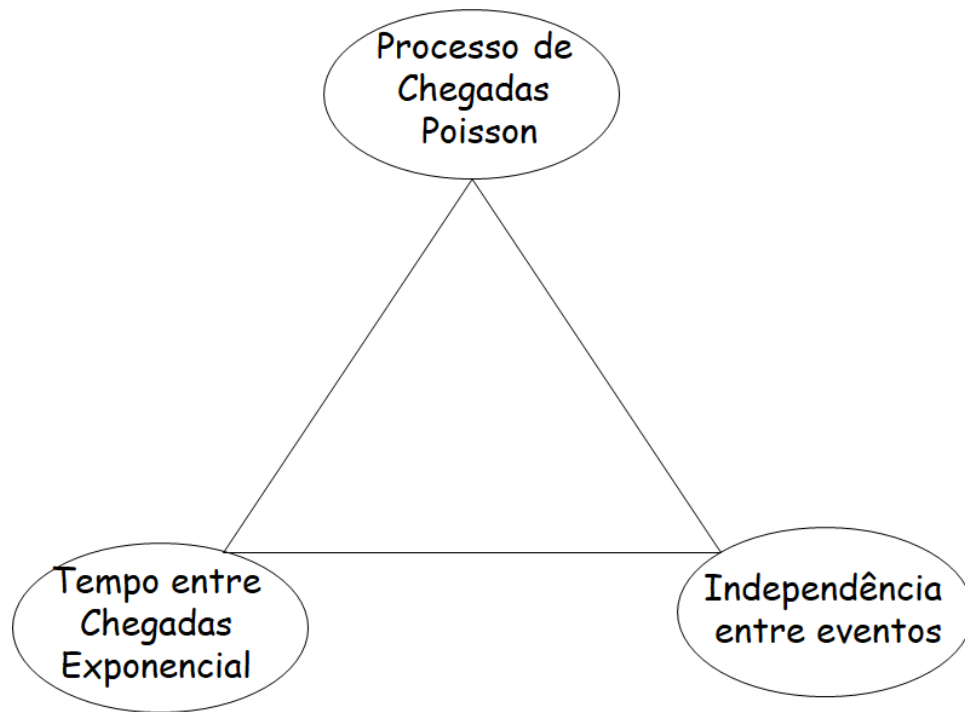 Processo de
Chegadas
Poisson
Tempo entre
Chegadas
Exponencial
Independência
entre eventos